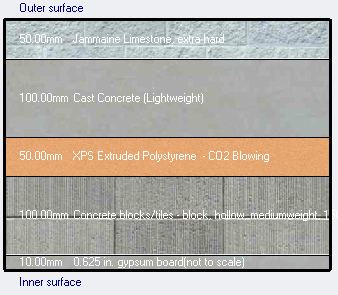 Outer surface
50.00mm Jammaine Limestone, extra-hard
100.00mm Cast Concrete (Lightweight)
50.00mm XPS Extruded Polystyrene - CO2 Blowing
100.00mm Concrete blocks/tiles - block, hollow, mediumweight, 1
10.00mm 0.625 in. gypsum board(not to scale)
Inner surface